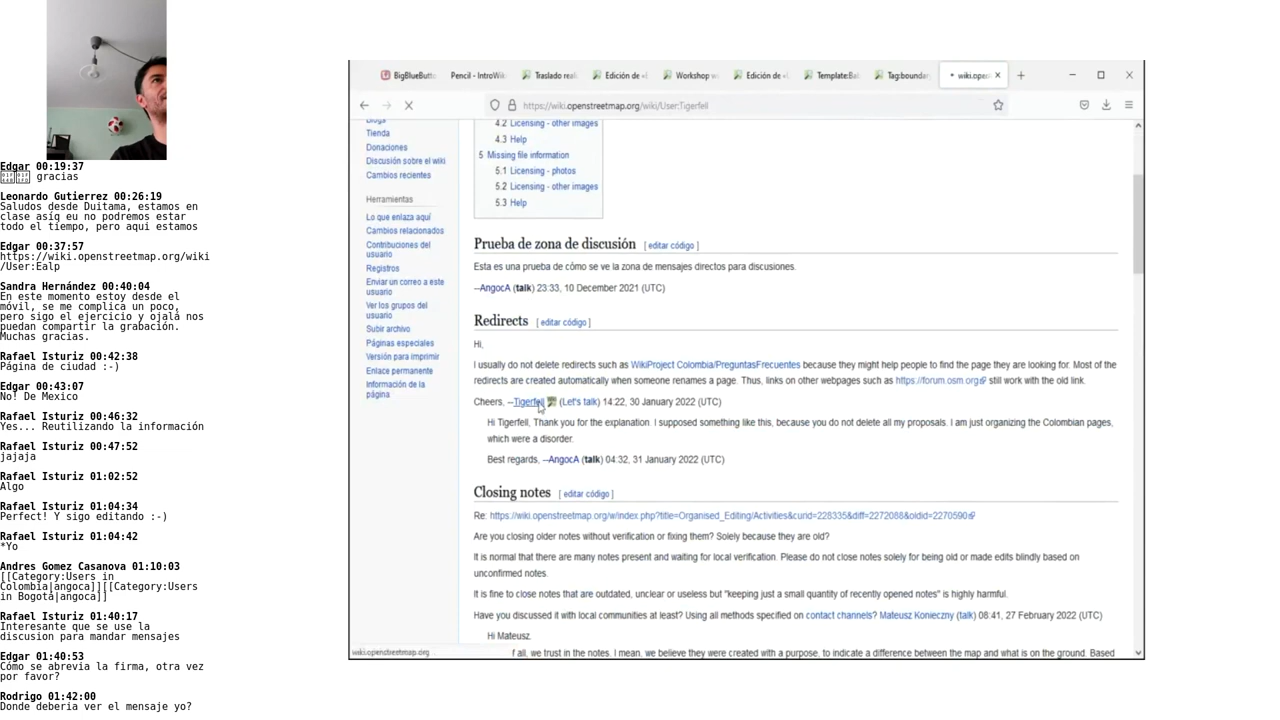 Edgar 00:19:37
gracias
Leonardo Gutierrez 00:26:19
Saludos desde Duitama, estamos en
clase asíg eu no podremos estar
todo el tiempo, pero aqui estamos
Edgar 00:37:57
https://wiki.openstreetmap.org/wiki
/User:Ealp
Sandra Hernández 00:40:04
En este momento estoy desde el
móvil, se me complica un poco,
pero sigo el ejercicio y ojalá nos
puedan compartir la grabación.
Muchas gracias.
Rafael Isturiz 00:42:38
Página de ciudad :-)
Edgar 00:43:07
No! De Mexico
Rafael Isturiz 00:46:32
Yes... Reutilizando la información
Rafael Isturiz 00:47:52
jajaja
Rafael Isturiz 01:02:52
Algo
Rafael Isturiz 01:04:34
Perfect! Y sigo editando :-)
Rafael Isturiz 01:04:42
*Yo
Andres Gomez Casanova 01:10:03
[[Category:Users in
Colombia|angoca]][[Category:Users
in Bogotá|angoca]]
Rafael Isturiz 01:40:17
Interesante que se use la
discusion para mandar mensajes
Edgar 01:40:53
Cómo se abrevia la firma, otra vez
por favor?
Rodrigo 01:42:00
Donde deberia ver el mensaje yo?
BigBlueButto
Pencil - IntroWiki
Traslado reali
Edición de «
Workshop w
Edición de «
Template:Bal
Tag:boundar
wiki.open
https://wiki.openstreetmap.org/wiki/User:Tigerfell
Blogs
Tienda
Donaciones
Discusión sobre el wiki
Cambios recientes
Herramientas
Lo que enlaza aquí
Cambios relacionados
Contribuciones del
usuario
Registros
Enviar un correo a este
usuario
Ver los grupos del
usuario
Subir archivo
Páginas especiales
Versión para imprimir
Enlace permanente
Información de la
página
4.2 Licensing - other images
4.3 Help
5 Missing file information
5.1 Licensing - photos
5.2 Licensing - other images
5.3 Help
Prueba de zona de discusión [ editar código ]
Esta es una prueba de cómo se ve la zona de mensajes directos para discusiones.
--AngocA (talk) 23:33, 10 December 2021 (UTC)
Redirects [ editar código ]
Hi,
I usually do not delete redirects such as WikiProject Colombia/PreguntasFrecuentes because they might help people to find the page they are looking for. Most of the
redirects are created automatically when someone renames a page. Thus, links on other webpages such as https://forum.osm.org still work with the old link.
Cheers, --Tigerfell (Let's talk) 14:22, 30 January 2022 (UTC)
Hi Tigerfell, Thank you for the explanation. I supposed something like this, because you do not delete all my proposals. I am just organizing the Colombian pages,
which were a disorder.
Best regards, --AngocA (talk) 04:32, 31 January 2022 (UTC)
Closing notes [ editar código ]
Re: https://wiki.openstreetmap.org/w/index.php?title=Organised_Editing/Activities&curid=228335&diff=2272088&oldid=2270590
Are you closing older notes without verification or fixing them? Solely because they are old?
It is normal that there are many notes present and waiting for local verification. Please do not close notes solely for being old or made edits blindly based on
unconfirmed notes.
It is fine to close notes that are outdated, unclear or useless but "keeping just a small quantity of recently opened notes" is highly harmful.
Have you discussed it with local communities at least? Using all methods specified on contact channels? Mateusz Konieczny (talk) 08:41, 27 February 2022 (UTC)
Hi Mateusz,
f all, we trust in the notes. I mean, we believe they were created with a purpose, to indicate a difference between the map and what is on the ground. Based
wiki.openstreetmap.org